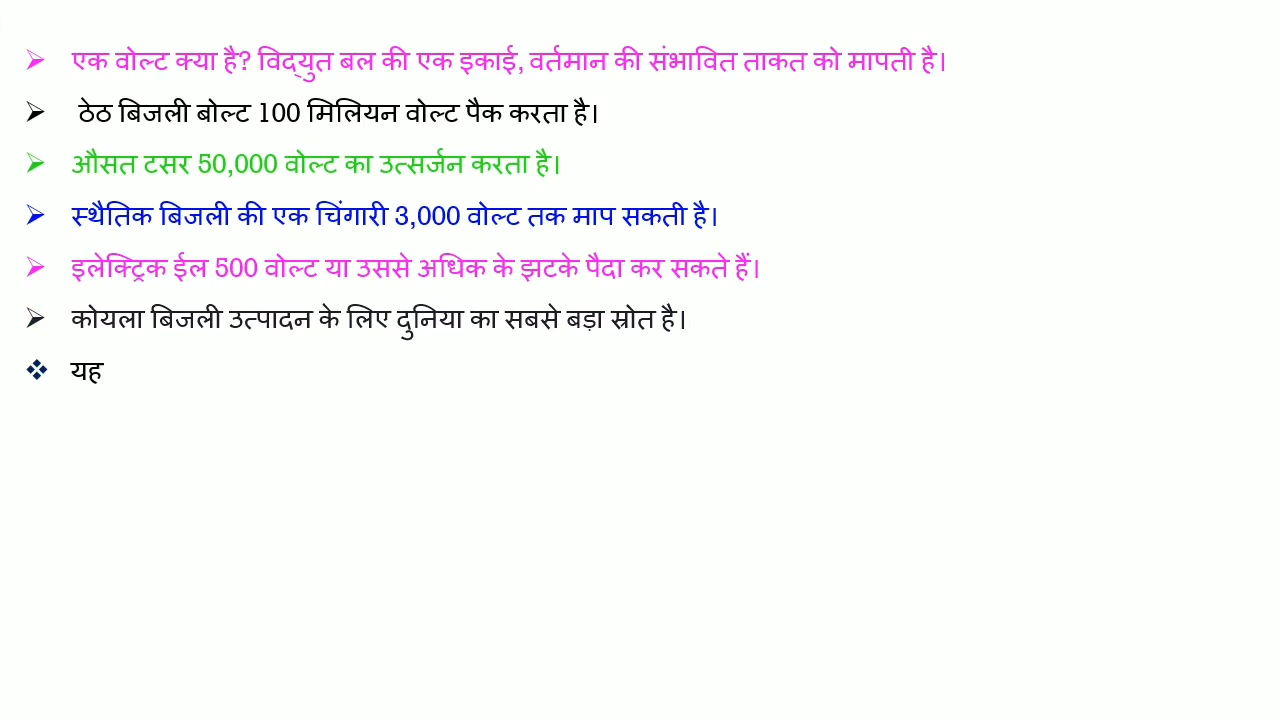 एक वोल्ट क्या है? विद्युत बल की एक इकाई, वर्तमान की संभावित ताकत को मापती है।
ठेठ बिजली बोल्ट 100 मिलियन वोल्ट पैक करता है।
औसत टसर 50,000 वोल्ट का उत्सर्जन करता है।
स्थैतिक बिजली की एक चिंगारी 3,000 वोल्ट तक माप सकती है।
इलेक्ट्रिक ईल 500 वोल्ट या उससे अधिक के झटके पैदा कर सकते हैं।
कोयला बिजली उत्पादन के लिए दुनिया का सबसे बड़ा स्रोत है।
यह